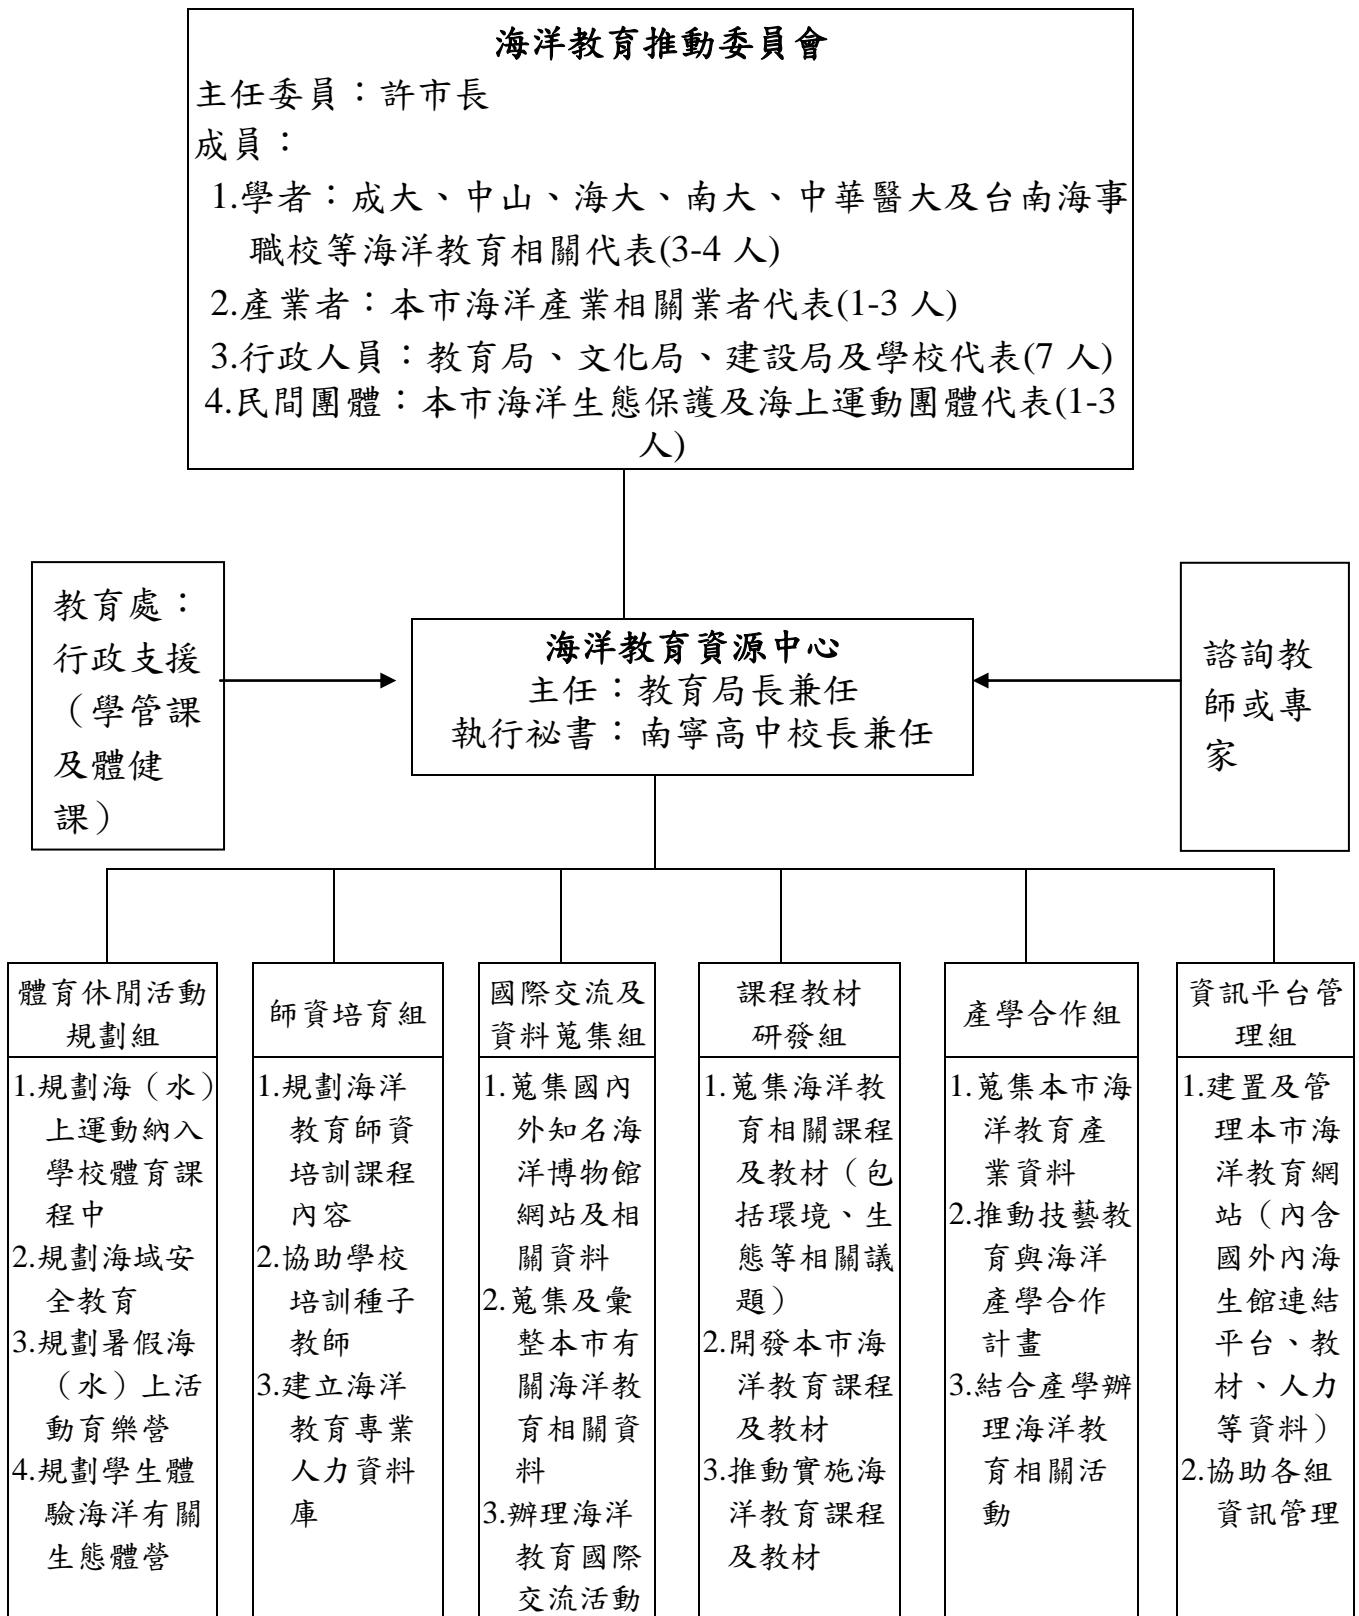 海洋教育推動委員會
主任委員：許市長
成員：
1.學者：成大、中山、海大、南大、中華醫大及台南海事
職校等海洋教育相關代表(3-4 人)
2.產業者：本市海洋產業相關業者代表(1-3 人)
3.行政人員：教育局、文化局、建設局及學校代表(7 人)
4.民間團體：本市海洋生態保護及海上運動團體代表(1-3
人)
教育處：
行政支援
（學管課
及體健
課）
海洋教育資源中心
主任：教育局長兼任
執行祕書：南寧高中校長兼任
諮詢教
師或專
家
體育休閒活動
規劃組
1.規劃海（水）
上運動納入
學校體育課
程中
2.規劃海域安
全教育
3.規劃暑假海
（水）上活
動育樂營
4.規劃學生體
驗海洋有關
生態體營
師資培育組
1.規劃海洋
教育師資
培訓課程
內容
2.協助學校
培訓種子
教師
3.建立海洋
教育專業
人力資料
庫
國際交流及
資料蒐集組
1.蒐集國內
外知名海
洋博物館
網站及相
關資料
2.蒐集及彙
整本市有
關海洋教
育相關資
料
3.辦理海洋
教育國際
交流活動
課程教材
研發組
1.蒐集海洋教
育相關課程
及教材（包
括環境、生
態等相關議
題）
2.開發本市海
洋教育課程
及教材
3.推動實施海
洋教育課程
及教材
產學合作組
1.蒐集本市海
洋教育產
業資料
2.推動技藝教
育與海洋
產學合作
計畫
3.結合產學辦
理海洋教
育相關活
動
資訊平台管
理組
1.建置及管
理本市海
洋教育網
站（內含
國外內海
生館連結
平台、教
材、人力
等資料）
2.協助各組
資訊管理